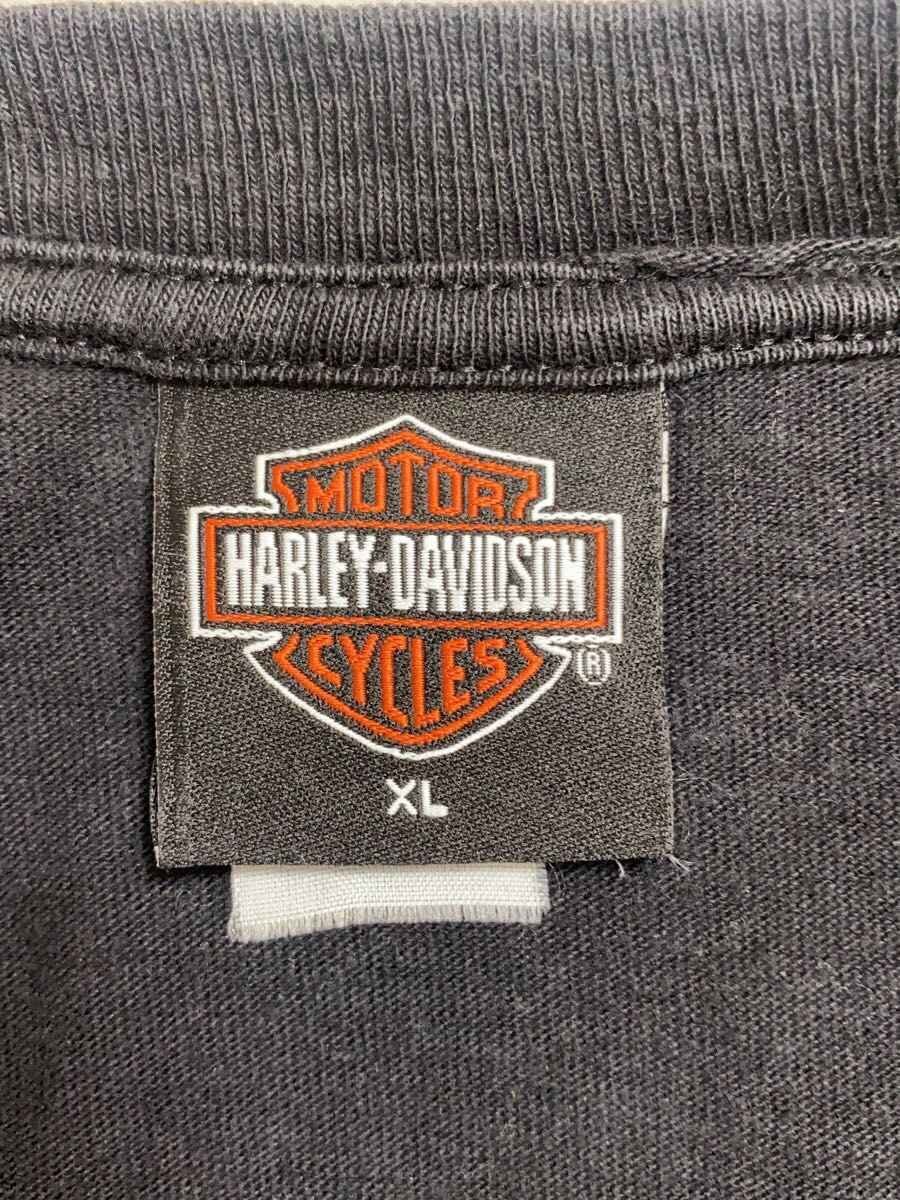 MOTOR
HARLEY-DAVIDSON
CYCLES
®
XL